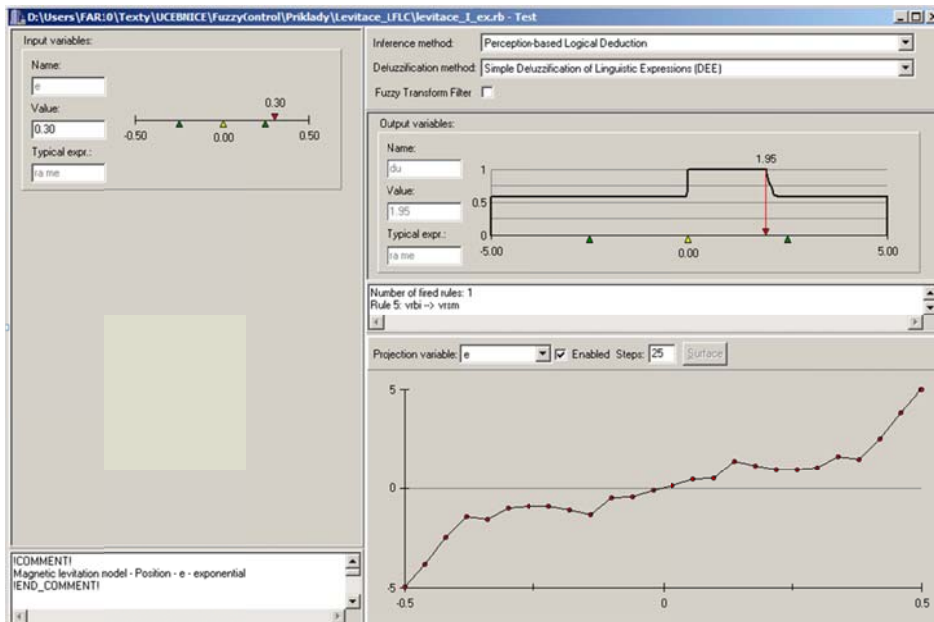 D:\Users\FAR!0\Texty\UCEBNICE\FuzzyControl\Priklady\Levitace_LFLC\levitace_I_ex.rb - Test
Input variables:
Name:
e
Value:
0.30
Typical expr.:
ra me
0.30
-0.50
0.00
0.50
Inference method: Perception-based Logical Deduction
Defuzzification method: Simple Defuzzification of Linguistic Expressions (DEE)
Fuzzy Transform Filter
Output variables:
Name:
du
Value:
1.95
Typical expr.:
ra me
1.95
1
0.5
0
-5.00
0.00
5.00
Number of fired rules: 1
Rule 5: vrbi --> vrsm
Projection variable: e Enabled Steps: 25 Surface
5
0
-5
-0.5
0
0.5
!COMMENT!
Magnetic levitation model - Position - e - exponential
!END_COMMENT!